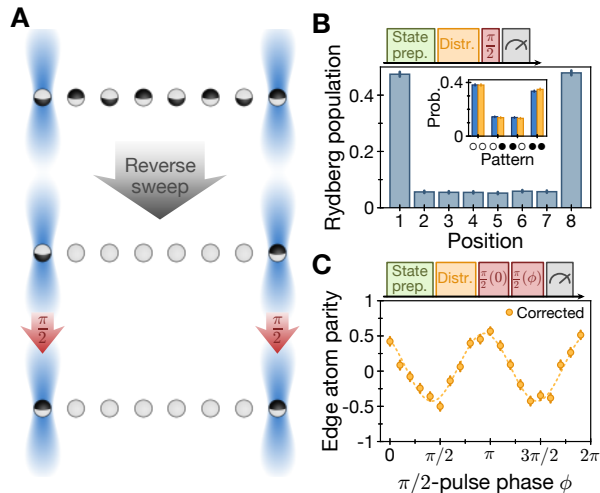 A
Reverse
sweep
π/2
π/2
B
State
prep.
Distr.
π/2
Rydberg population
0.4
0.2
0
Prob.
0.4
0
Pattern
1 2 3 4 5 6 7 8
Position
C
State
prep.
Distr.
π/2(0)
π/2(ϕ)
Edge atom parity
1
0.5
0
-0.5
-1
Corrected
0 π/2 π 3π/2 2π
π/2-pulse phase ϕ